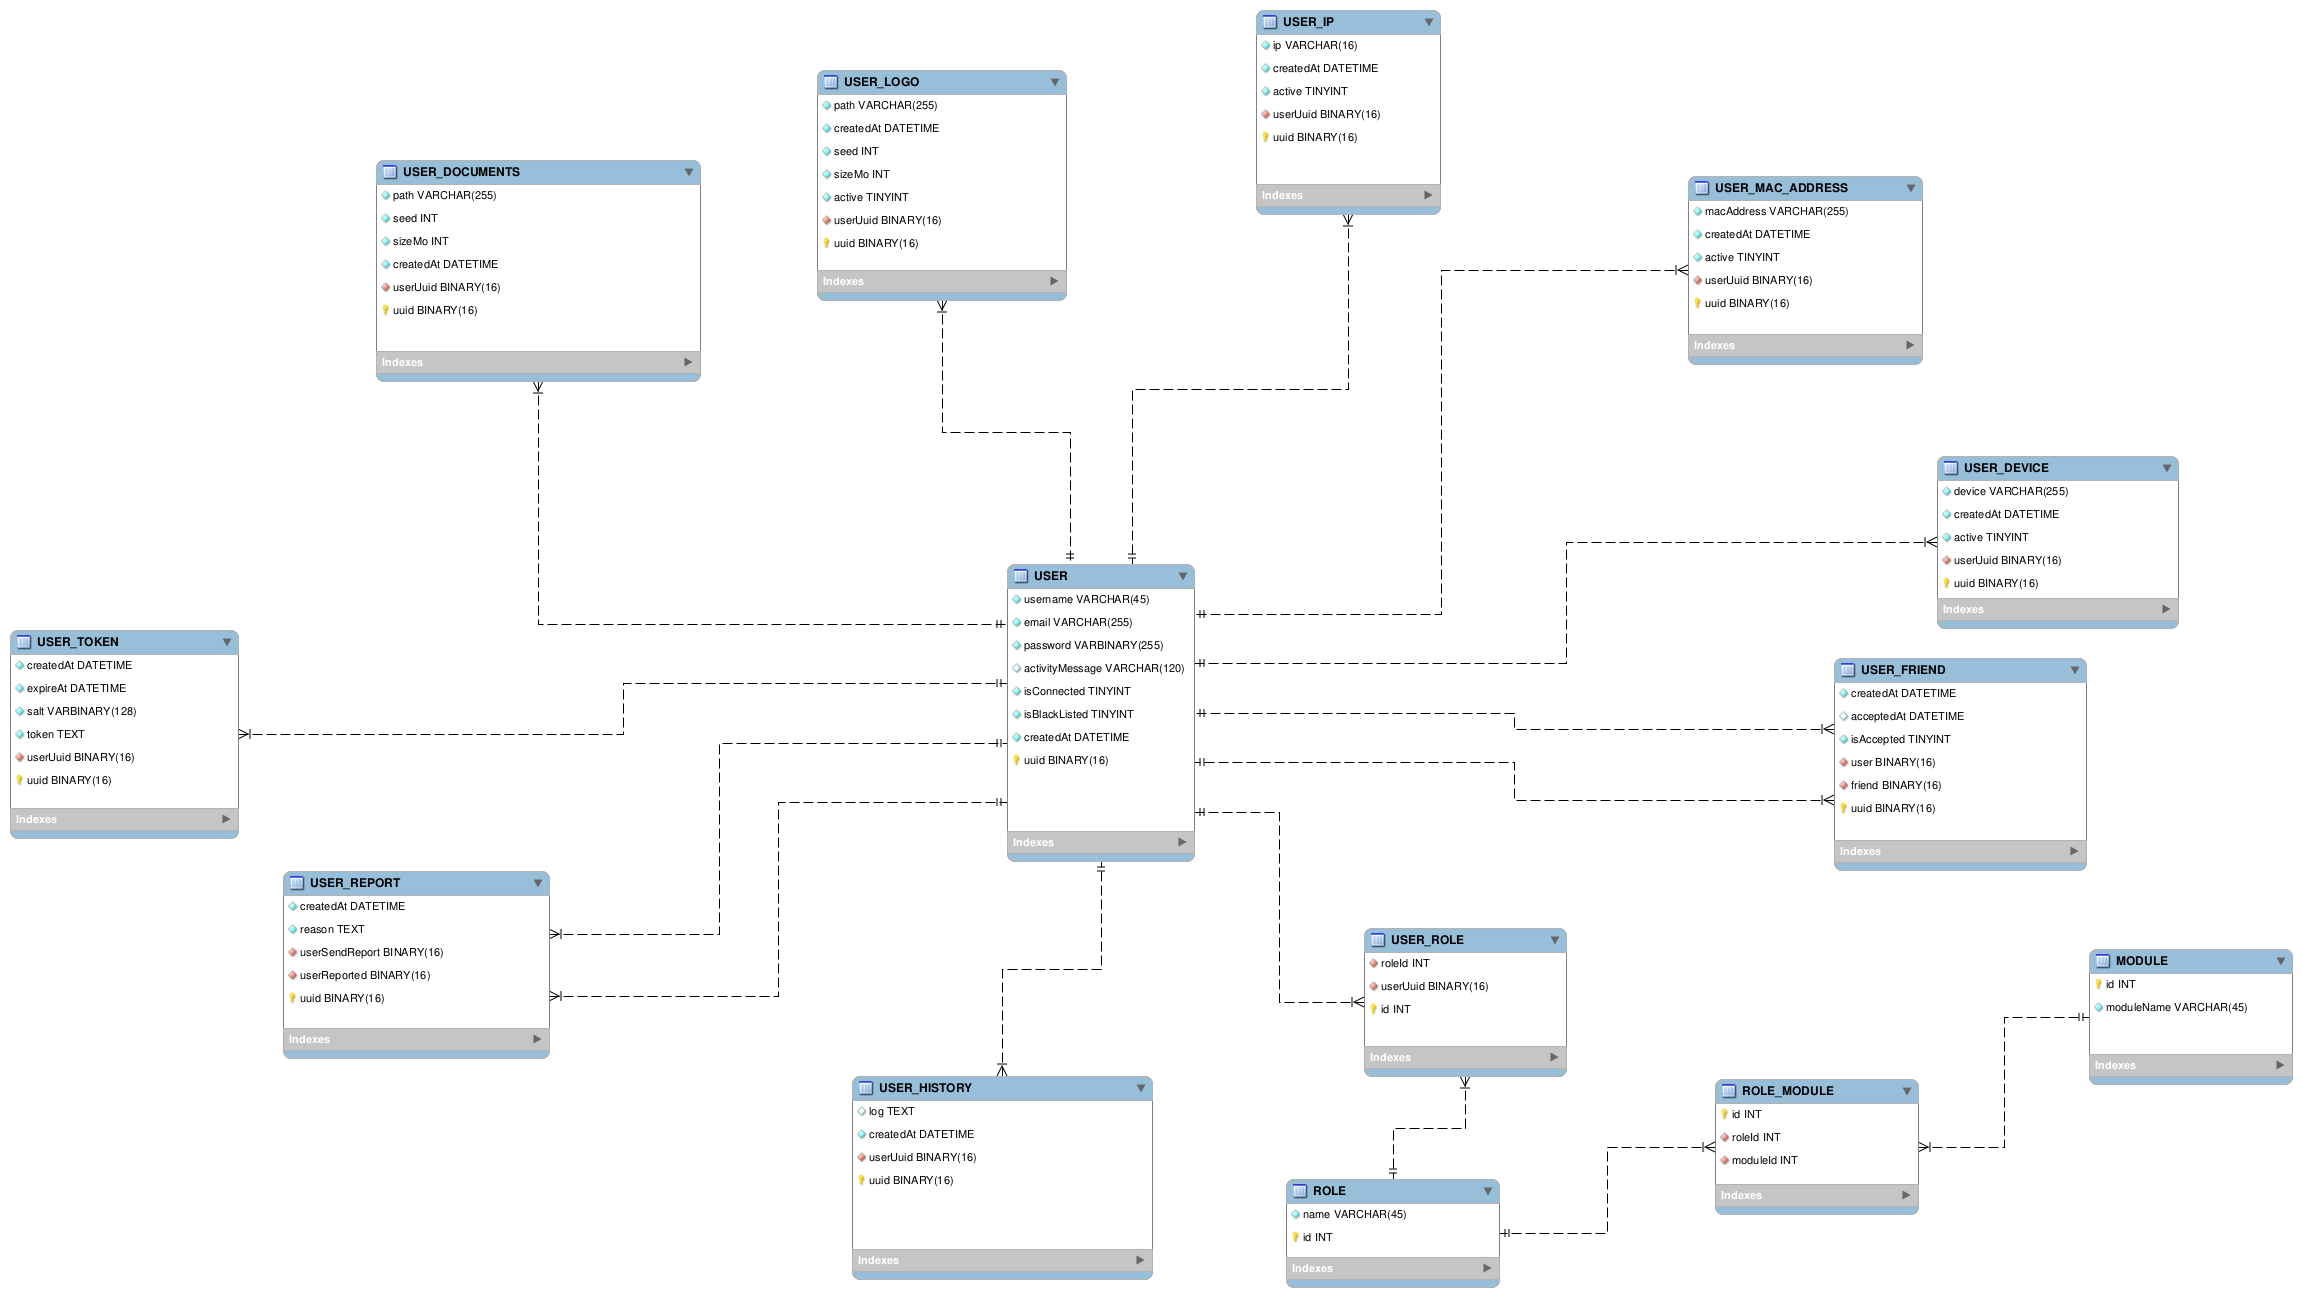 USER_IP
ip VARCHAR(16)
createdAt DATETIME
active TINYINT
userUuid BINARY(16)
uuid BINARY(16)
Indexes
USER_LOGO
path VARCHAR(255)
createdAt DATETIME
seed INT
sizeMo INT
active TINYINT
userUuid BINARY(16)
uuid BINARY(16)
Indexes
USER_DOCUMENTS
path VARCHAR(255)
seed INT
sizeMo INT
createdAt DATETIME
userUuid BINARY(16)
uuid BINARY(16)
Indexes
USER_MAC_ADDRESS
macAddress VARCHAR(255)
createdAt DATETIME
active TINYINT
userUuid BINARY(16)
uuid BINARY(16)
Indexes
USER_DEVICE
device VARCHAR(255)
createdAt DATETIME
active TINYINT
userUuid BINARY(16)
uuid BINARY(16)
Indexes
USER
username VARCHAR(45)
email VARCHAR(255)
password VARBINARY(255)
activityMessage VARCHAR(120)
isConnected TINYINT
isBlackListed TINYINT
createdAt DATETIME
uuid BINARY(16)
Indexes
USER_TOKEN
createdAt DATETIME
expireAt DATETIME
salt VARBINARY(128)
token TEXT
userUuid BINARY(16)
uuid BINARY(16)
Indexes
USER_FRIEND
createdAt DATETIME
acceptedAt DATETIME
isAccepted TINYINT
user BINARY(16)
friend BINARY(16)
uuid BINARY(16)
Indexes
USER_REPORT
createdAt DATETIME
reason TEXT
userSendReport BINARY(16)
userReported BINARY(16)
uuid BINARY(16)
Indexes
USER_ROLE
roleId INT
userUuid BINARY(16)
id INT
Indexes
MODULE
id INT
moduleName VARCHAR(45)
Indexes
USER_HISTORY
log TEXT
createdAt DATETIME
userUuid BINARY(16)
uuid BINARY(16)
Indexes
ROLE_MODULE
id INT
roleId INT
moduleId INT
Indexes
ROLE
name VARCHAR(45)
id INT
Indexes